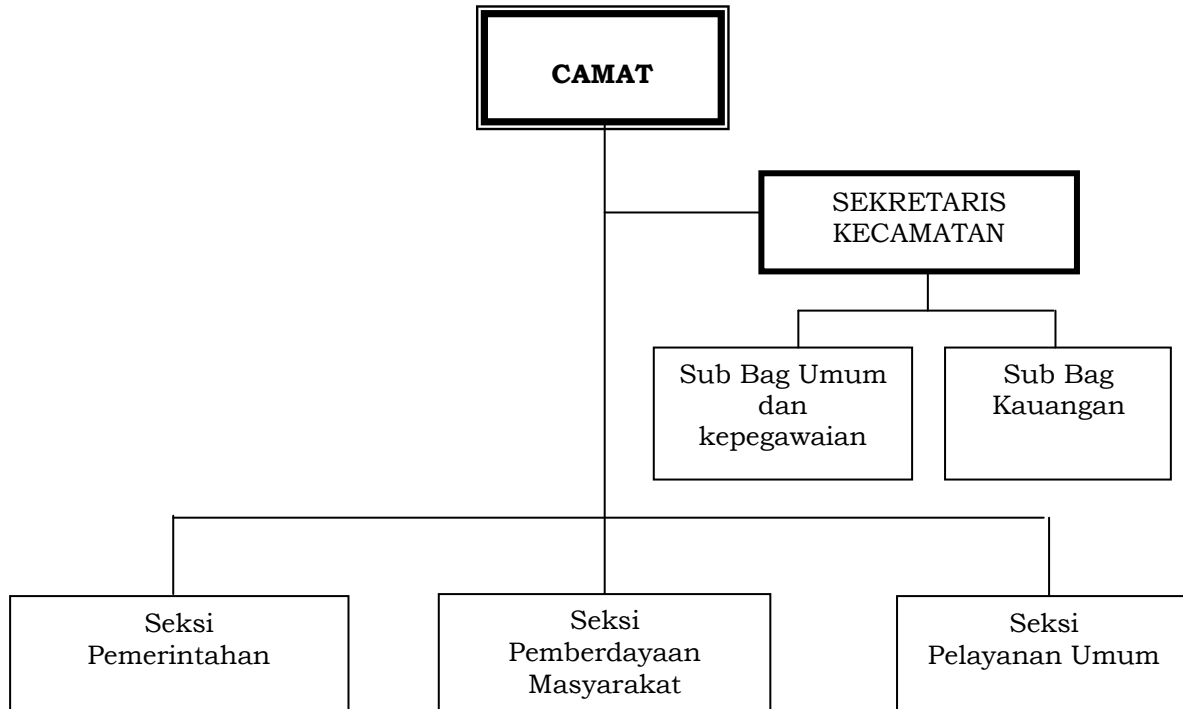 CAMAT
SEKRETARIS
KECAMATAN
Sub Bag Umum
dan
kepegawaian
Sub Bag
Kauangan
Seksi
Pemerintahan
Seksi
Pemberdayaan
Masyarakat
Seksi
Pelayanan Umum